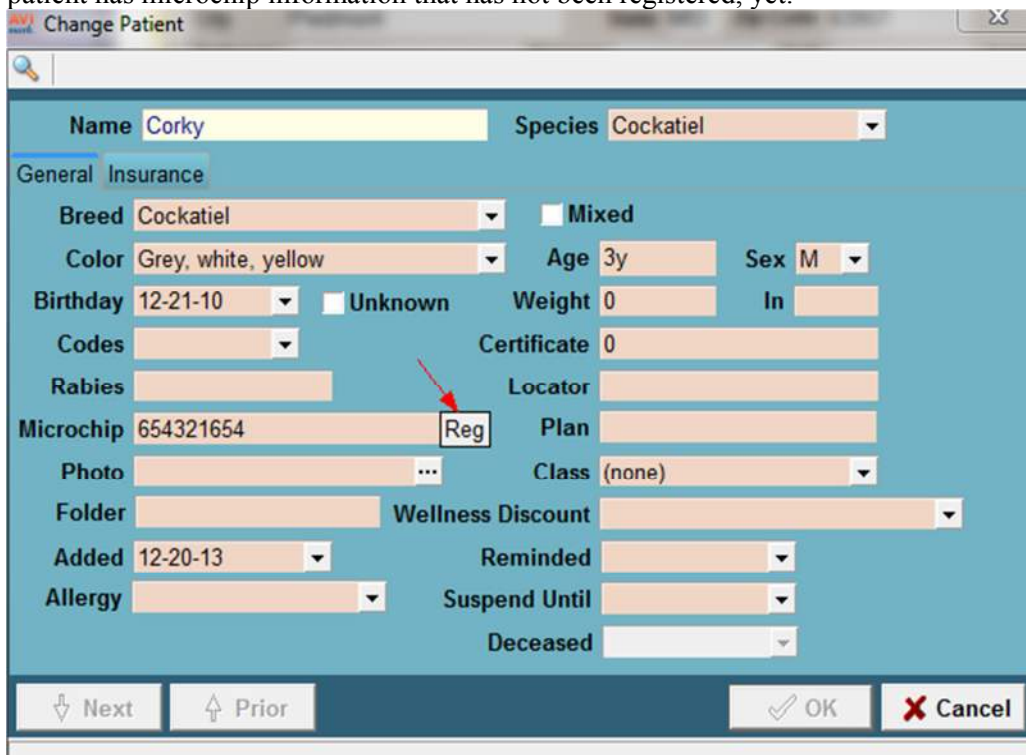 patient has microchip information that has not been registered, yet.
AVI mark Change Patient
Name Corky Species Cockatiel
General Insurance
Breed Cockatiel Mixed
Color Grey, white, yellow Age 3y Sex M
Birthday 12-21-10 Unknown Weight 0 In
Codes Certificate 0
Rabies Locator
Microchip 654321654 Reg Plan
Photo ... Class (none)
Folder Wellness Discount
Added 12-20-13 Reminded
Allergy Suspend Until
Deceased
Next Prior OK Cancel